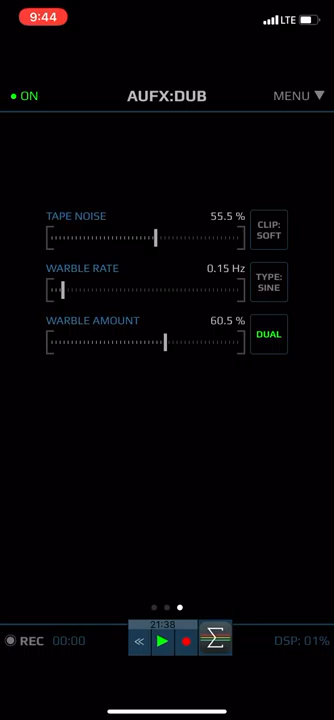 9:44
LTE
ON
AUFX:DUB
MENU ▼
TAPE NOISE
55.5 %
CLIP:
SOFT
WARBLE RATE
0.15 Hz
TYPE:
SINE
WARBLE AMOUNT
60.5 %
DUAL
21:38
REC
00:00
Σ
DSP: 01%